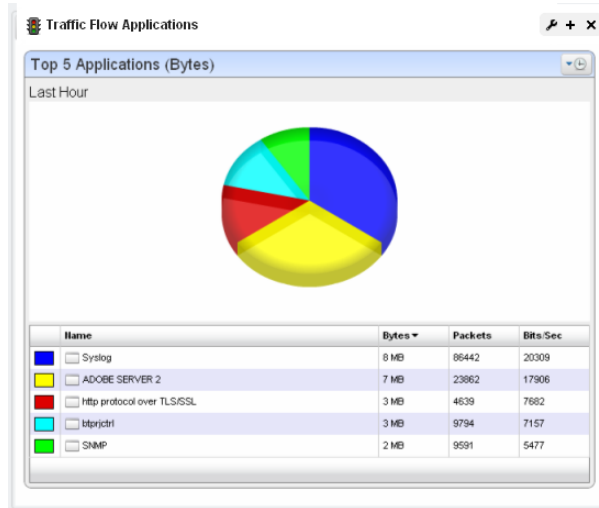 Traffic Flow Applications
Top 5 Applications (Bytes)
Last Hour
Name Bytes Packets Bits/Sec
Syslog 8 MB 86442 20309
ADOBE SERVER 2 7 MB 23862 17906
http protocol over TLS/SSL 3 MB 4639 7682
btprjctrl 3 MB 9794 7157
SNMP 2 MB 9591 5477